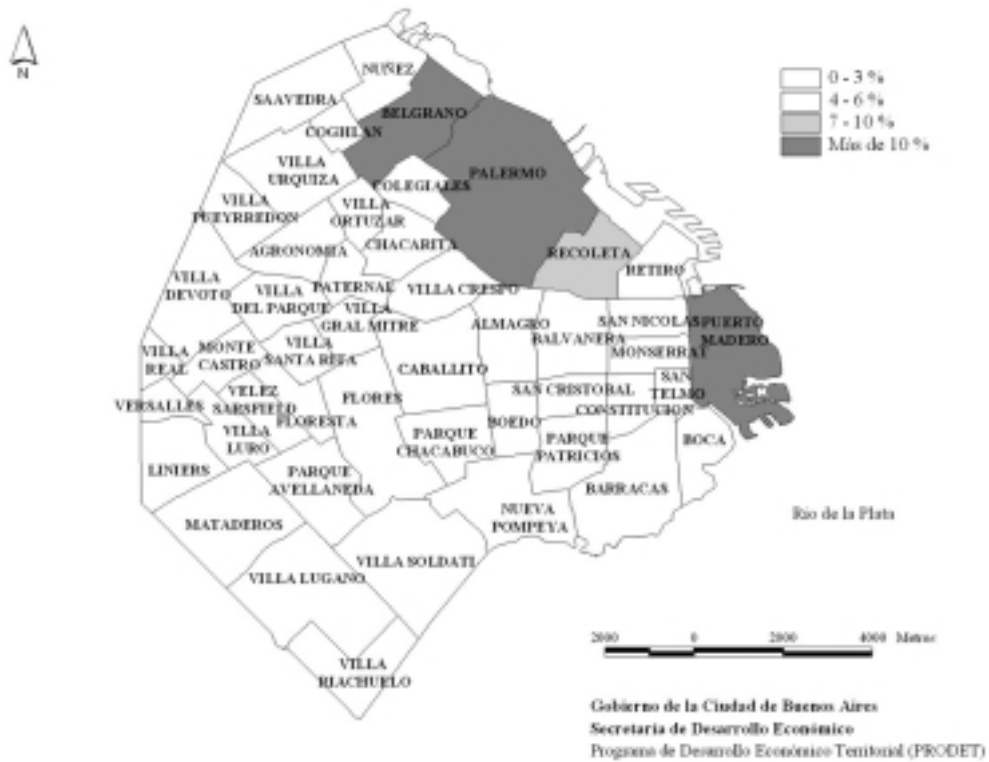 N
0 - 3 %
4 - 6 %
7 - 10 %
Más de 10 %
NUÑEZ
SAAVEDRA
BELGRANO
COGHLAN
VILLA
URQUIZA
COLEGIALES
PALERMO
VILLA
PUEYRREDON
VILLA
ORTUZAR
CHACARITA
AGRONOMIA
RECOLETA
RETIRO
VILLA
DEVOTO
VILLA
DEL PARQUE
PATERNAL
VILLA CRESPO
VILLA
GRAL MITRE
ALMAGRO
BALVANERA
SAN NICOLAS
PUERTO
MADERO
MONSERRAT
VILLA
REAL
MONTE
CASTRO
VILLA
SANTA RITA
CABALLITO
SAN CRISTOBAL
SAN
TELMO
CONSTITUCION
VERSALLES
VELEZ
SARSFIELD
FLORESTA
FLORES
BOEDO
VILLA
LURO
PARQUE
CHACABUCO
PARQUE
PATRICIOS
BOCA
LINIERS
PARQUE
AVELLANEDA
BARRACAS
MATADEROS
NUEVA
POMPEYA
Rio de la Plata
VILLA SOLDATI
VILLA LUGANO
VILLA
RIACHUELO
2000 0 2000 4000 Metros
Gobierno de la Ciudad de Buenos Aires
Secretaría de Desarrollo Económico
Programa de Desarrollo Económico Territorial (PRODET)